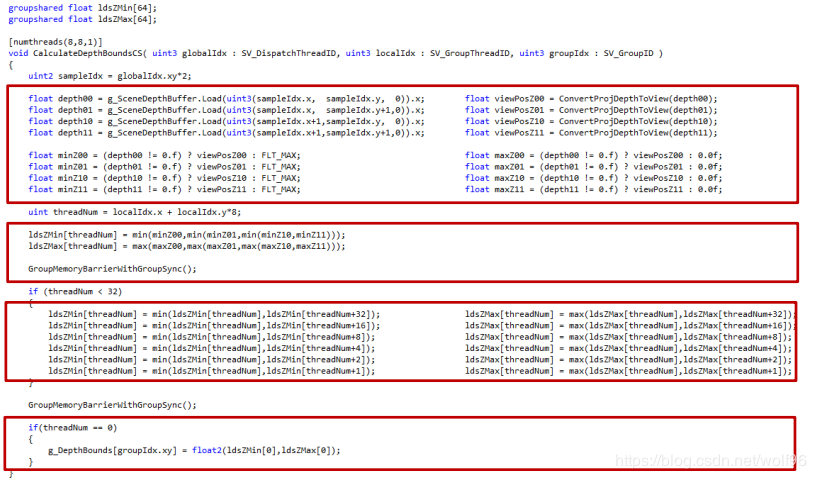 groupshared float ldsZMin[64];
groupshared float ldsZMax[64];
[numthreads(8,8,1)]
void CalculateDepthBoundsCS( uint3 globalIdx : SV_DispatchThreadID, uint3 localIdx : SV_GroupThreadID, uint3 groupIdx : SV_GroupID )
{
uint2 sampleIdx = globalIdx.xy*2;
float depth00 = g_SceneDepthBuffer.Load(uint3(sampleIdx.x, sampleIdx.y, 0)).x; float viewPosZ00 = ConvertProjDepthToView(depth00);
float depth01 = g_SceneDepthBuffer.Load(uint3(sampleIdx.x, sampleIdx.y+1,0)).x; float viewPosZ01 = ConvertProjDepthToView(depth01);
float depth10 = g_SceneDepthBuffer.Load(uint3(sampleIdx.x+1,sampleIdx.y, 0)).x; float viewPosZ10 = ConvertProjDepthToView(depth10);
float depth11 = g_SceneDepthBuffer.Load(uint3(sampleIdx.x+1,sampleIdx.y+1,0)).x; float viewPosZ11 = ConvertProjDepthToView(depth11);
float minZ00 = (depth00 != 0.f) ? viewPosZ00 : FLT_MAX; float maxZ00 = (depth00 != 0.f) ? viewPosZ00 : 0.0f;
float minZ01 = (depth01 != 0.f) ? viewPosZ01 : FLT_MAX; float maxZ01 = (depth01 != 0.f) ? viewPosZ01 : 0.0f;
float minZ10 = (depth10 != 0.f) ? viewPosZ10 : FLT_MAX; float maxZ10 = (depth10 != 0.f) ? viewPosZ10 : 0.0f;
float minZ11 = (depth11 != 0.f) ? viewPosZ11 : FLT_MAX; float maxZ11 = (depth11 != 0.f) ? viewPosZ11 : 0.0f;
uint threadNum = localIdx.x + localIdx.y*8;
ldsZMin[threadNum] = min(minZ00,min(minZ01,min(minZ10,minZ11)));
ldsZMax[threadNum] = max(maxZ00,max(maxZ01,max(maxZ10,maxZ11)));
GroupMemoryBarrierWithGroupSync();
if (threadNum < 32)
{
ldsZMin[threadNum] = min(ldsZMin[threadNum],ldsZMin[threadNum+32]); ldsZMax[threadNum] = max(ldsZMax[threadNum],ldsZMax[threadNum+32]);
ldsZMin[threadNum] = min(ldsZMin[threadNum],ldsZMin[threadNum+16]); ldsZMax[threadNum] = max(ldsZMax[threadNum],ldsZMax[threadNum+16]);
ldsZMin[threadNum] = min(ldsZMin[threadNum],ldsZMin[threadNum+8]); ldsZMax[threadNum] = max(ldsZMax[threadNum],ldsZMax[threadNum+8]);
ldsZMin[threadNum] = min(ldsZMin[threadNum],ldsZMin[threadNum+4]); ldsZMax[threadNum] = max(ldsZMax[threadNum],ldsZMax[threadNum+4]);
ldsZMin[threadNum] = min(ldsZMin[threadNum],ldsZMin[threadNum+2]); ldsZMax[threadNum] = max(ldsZMax[threadNum],ldsZMax[threadNum+2]);
ldsZMin[threadNum] = min(ldsZMin[threadNum],ldsZMin[threadNum+1]); ldsZMax[threadNum] = max(ldsZMax[threadNum],ldsZMax[threadNum+1]);
}
GroupMemoryBarrierWithGroupSync();
if(threadNum == 0)
{
g_DepthBounds[groupIdx.xy] = float2(ldsZMin[0],ldsZMax[0]);
}
}
https://blog.csdn.net/wolf96